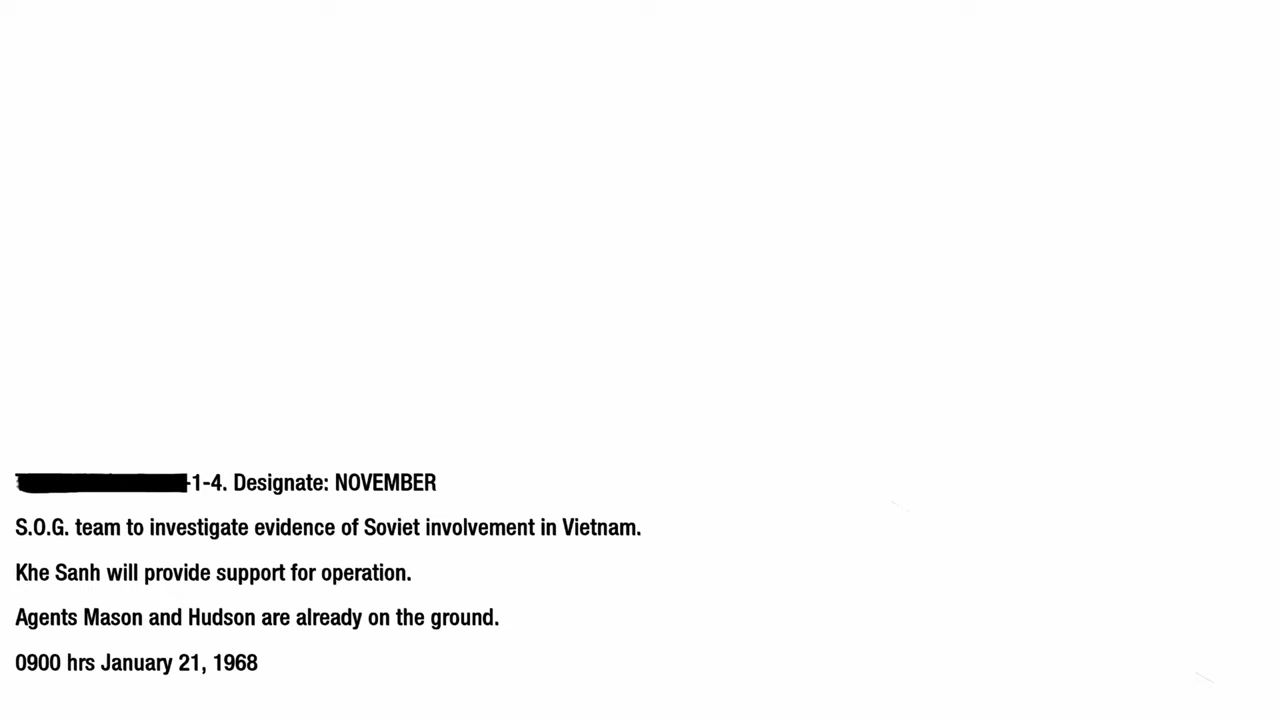 -1-4. Designate: NOVEMBER
S.O.G. team to investigate evidence of Soviet involvement in Vietnam.
Khe Sanh will provide support for operation.
Agents Mason and Hudson are already on the ground.
0900 hrs January 21, 1968